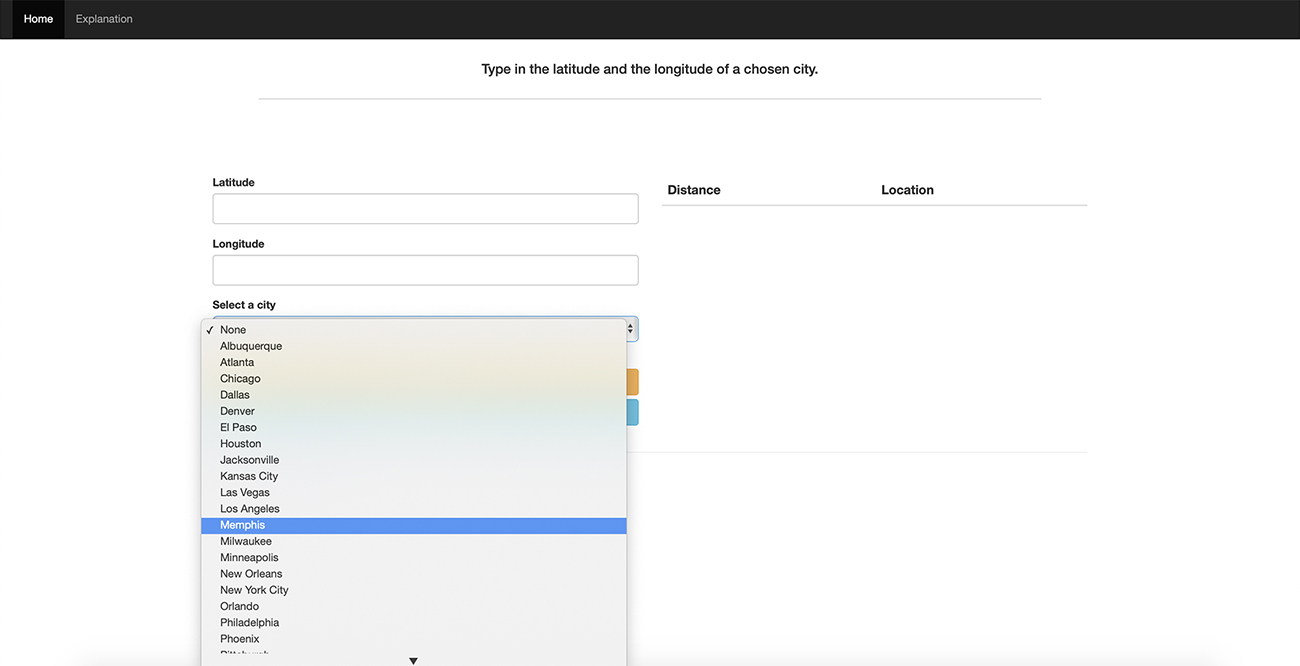 Home Explanation
Type in the latitude and the longitude of a chosen city.
Latitude
Longitude
Select a city
None
Albuquerque
Atlanta
Chicago
Dallas
Denver
El Paso
Houston
Jacksonville
Kansas City
Las Vegas
Los Angeles
Memphis
Milwaukee
Minneapolis
New Orleans
New York City
Orlando
Philadelphia
Phoenix
Distance Location